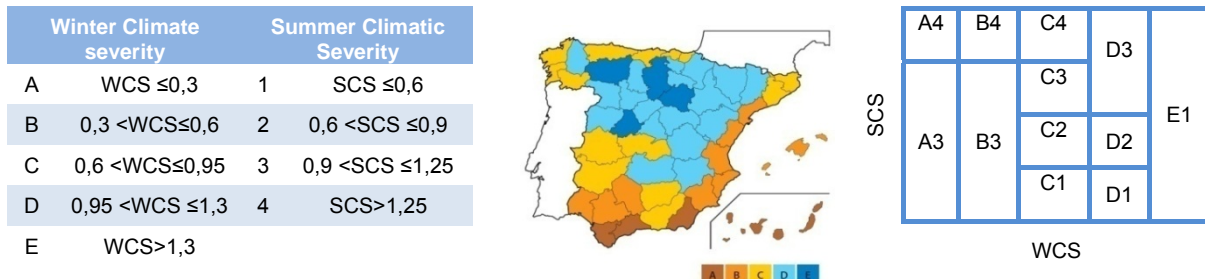 Winter Climate severity Summer Climatic Severity
A WCS ≤0,3 1 SCS ≤0,6
B 0,3 <WCS≤0,6 2 0,6 <SCS ≤0,9
C 0,6 <WCS≤0,95 3 0,9 <SCS ≤1,25
D 0,95 <WCS ≤1,3 4 SCS>1,25
E WCS>1,3
A B C D E
SCS
A4 B4 C4 D3 E1
A3 B3 C3
C2 D2
C1 D1
WCS